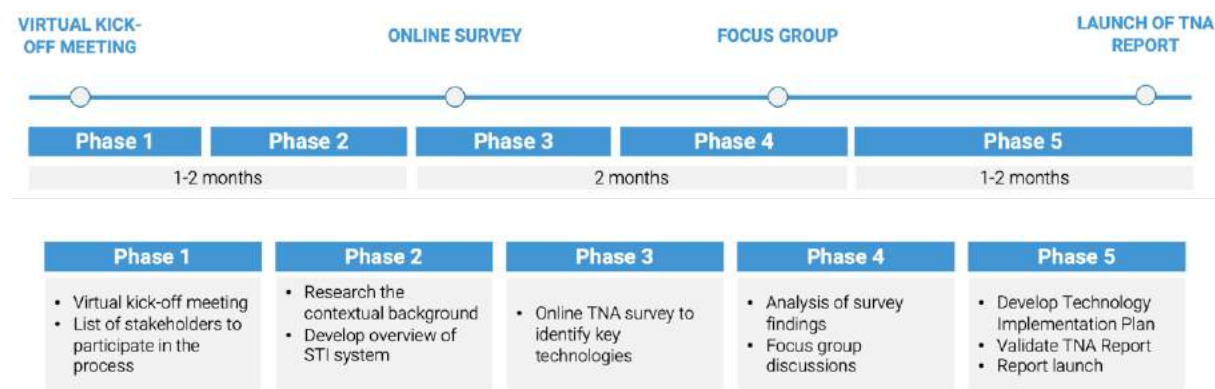 VIRTUAL KICK-
OFF MEETING
ONLINE SURVEY
FOCUS GROUP
LAUNCH OF TNA
REPORT
Phase 1
Phase 2
Phase 3
Phase 4
Phase 5
1-2 months
2 months
1-2 months
Phase 1
• Virtual kick-off meeting
• List of stakeholders to
participate in the
process
Phase 2
• Research the
contextual background
• Develop overview of
STI system
Phase 3
• Online TNA survey to
identify key
technologies
Phase 4
• Analysis of survey
findings
• Focus group
discussions
Phase 5
• Develop Technology
Implementation Plan
• Validate TNA Report
• Report launch